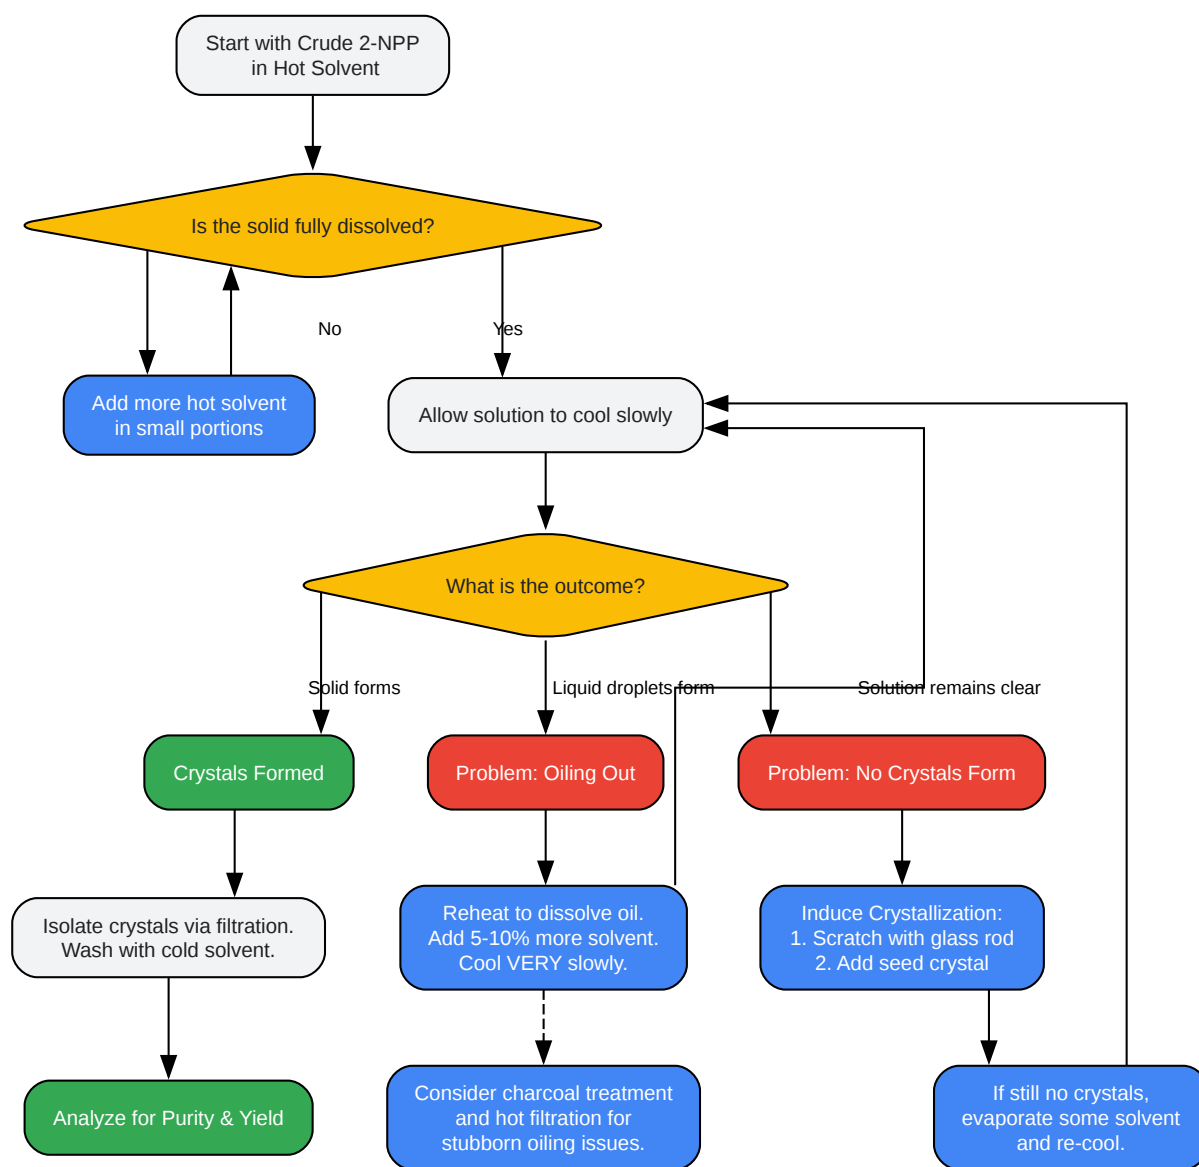 Start with Crude 2-NPP
in Hot Solvent
Is the solid fully dissolved?
No
Yes
Add more hot solvent
in small portions
Allow solution to cool slowly
What is the outcome?
Solid forms
Liquid droplets form
Solution remains clear
Crystals Formed
Problem: Oiling Out
Problem: No Crystals Form
Isolate crystals via filtration.
Wash with cold solvent.
Reheat to dissolve oil.
Add 5-10% more solvent.
Cool VERY slowly.
Induce Crystallization:
1. Scratch with glass rod
2. Add seed crystal
Analyze for Purity & Yield
Consider charcoal treatment
and hot filtration for
stubborn oiling issues.
If still no crystals,
evaporate some solvent
and re-cool.